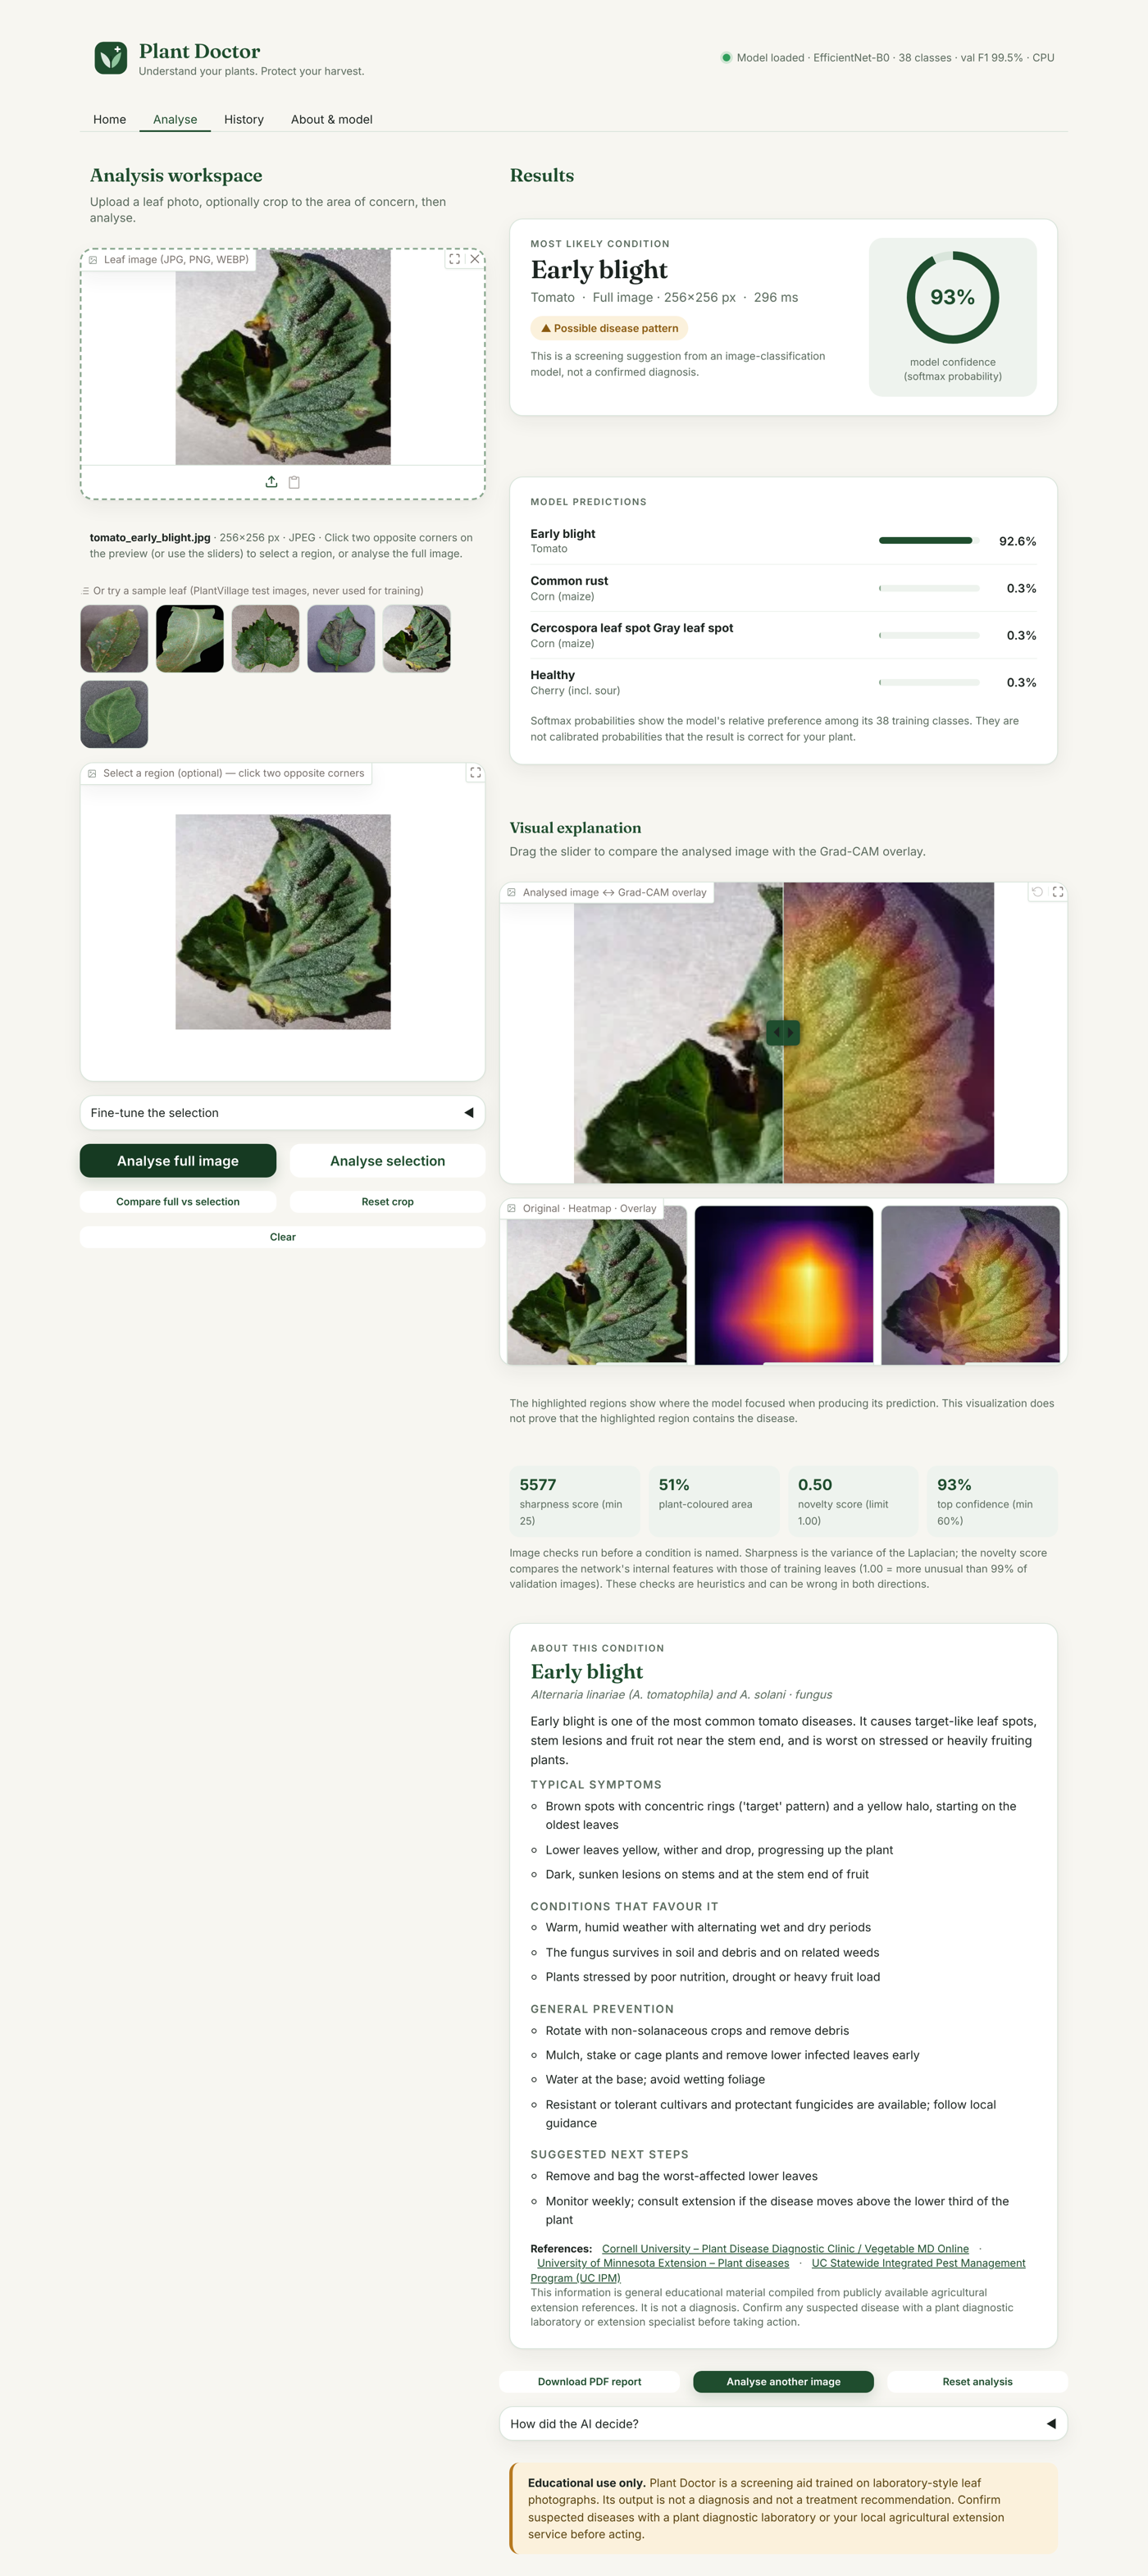 Plant Doctor
Understand your plants. Protect your harvest.
Model loaded · EfficientNet-B0 · 38 classes · val F1 99.5% · CPU
Home
Analyse
History
About & model
Analysis workspace
Upload a leaf photo, optionally crop to the area of concern, then
analyse.
Leaf image (JPG, PNG, WEBP)
tomato_early_blight.jpg · 256×256 px · JPEG · Click two opposite corners on
the preview (or use the sliders) to select a region, or analyse the full image.
Or try a sample leaf (PlantVillage test images, never used for training)
Select a region (optional) — click two opposite corners
Fine-tune the selection
Analyse full image
Analyse selection
Compare full vs selection
Reset crop
Clear
Results
MOST LIKELY CONDITION
Early blight
Tomato · Full image · 256×256 px · 296 ms
▲ Possible disease pattern
This is a screening suggestion from an image-classification
model, not a confirmed diagnosis.
93%
model confidence
(softmax probability)
MODEL PREDICTIONS
Early blight
Tomato
92.6%
Common rust
Corn (maize)
0.3%
Cercospora leaf spot Gray leaf spot
Corn (maize)
0.3%
Healthy
Cherry (incl. sour)
0.3%
Softmax probabilities show the model's relative preference among its 38 training classes. They are
not calibrated probabilities that the result is correct for your plant.
Visual explanation
Drag the slider to compare the analysed image with the Grad-CAM overlay.
Analysed image ↔ Grad-CAM overlay
Original · Heatmap · Overlay
The highlighted regions show where the model focused when producing its prediction. This visualization does
not prove that the highlighted region contains the disease.
5577
sharpness score (min
25)
51%
plant-coloured area
0.50
novelty score (limit
1.00)
93%
top confidence (min
60%)
Image checks run before a condition is named. Sharpness is the variance of the Laplacian; the novelty score
compares the network's internal features with those of training leaves (1.00 = more unusual than 99% of
validation images). These checks are heuristics and can be wrong in both directions.
ABOUT THIS CONDITION
Early blight
Alternaria linariae (A. tomatophila) and A. solani · fungus
Early blight is one of the most common tomato diseases. It causes target-like leaf spots,
stem lesions and fruit rot near the stem end, and is worst on stressed or heavily fruiting
plants.
TYPICAL SYMPTOMS
Brown spots with concentric rings ('target' pattern) and a yellow halo, starting on the
oldest leaves
Lower leaves yellow, wither and drop, progressing up the plant
Dark, sunken lesions on stems and at the stem end of fruit
CONDITIONS THAT FAVOUR IT
Warm, humid weather with alternating wet and dry periods
The fungus survives in soil and debris and on related weeds
Plants stressed by poor nutrition, drought or heavy fruit load
GENERAL PREVENTION
Rotate with non-solanaceous crops and remove debris
Mulch, stake or cage plants and remove lower infected leaves early
Water at the base; avoid wetting foliage
Resistant or tolerant cultivars and protectant fungicides are available; follow local
guidance
SUGGESTED NEXT STEPS
Remove and bag the worst-affected lower leaves
Monitor weekly; consult extension if the disease moves above the lower third of the
plant
References: Cornell University – Plant Disease Diagnostic Clinic / Vegetable MD Online ·
University of Minnesota Extension – Plant diseases · UC Statewide Integrated Pest Management
Program (UC IPM)
This information is general educational material compiled from publicly available agricultural
extension references. It is not a diagnosis. Confirm any suspected disease with a plant diagnostic
laboratory or extension specialist before taking action.
Download PDF report
Analyse another image
Reset analysis
How did the AI decide?
Educational use only. Plant Doctor is a screening aid trained on laboratory-style leaf
photographs. Its output is not a diagnosis and not a treatment recommendation. Confirm
suspected diseases with a plant diagnostic laboratory or your local agricultural extension
service before acting.